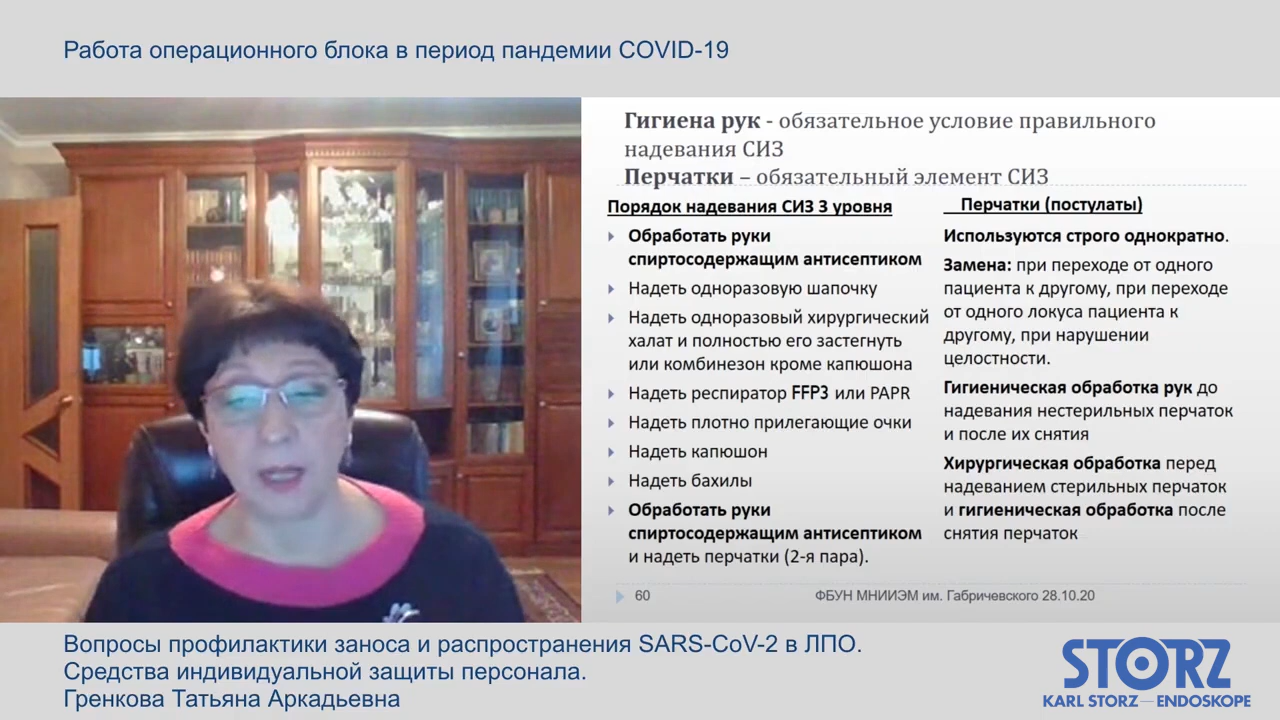 Работа операционного блока в период пандемии COVID-19
Гигиена рук - обязательное условие правильного
надевания СИЗ
Перчатки – обязательный элемент СИЗ
Порядок надевания СИЗ 3 уровня
Обработать руки
спиртосодержащим антисептиком
Надеть одноразовую шапочку
Надеть одноразовый хирургический
халат и полностью его застегнуть
или комбинезон кроме капюшона
Надеть респиратор FFP3 или PAPR
Надеть плотно прилегающие очки
Надеть капюшон
Надеть бахилы
Обработать руки
спиртосодержащим антисептиком
и надеть перчатки (2-я пара).
Перчатки (постулаты)
Используются строго однократно.
Замена: при переходе от одного
пациента к другому, при переходе
от одного локуса пациента к
другому, при нарушении
целостности.
Гигиеническая обработка рук до
надевания нестерильных перчаток
и после их снятия
Хирургическая обработка перед
надеванием стерильных перчаток
и гигиеническая обработка после
снятия перчаток
60
ФБУН МНИИЭМ им. Габричевского 28.10.20
Вопросы профилактики заноса и распространения SARS-CoV-2 в ЛПО.
Средства индивидуальной защиты персонала.
Гренкова Татьяна Аркадьевна
STORZ
KARL STORZ—ENDOSKOPE